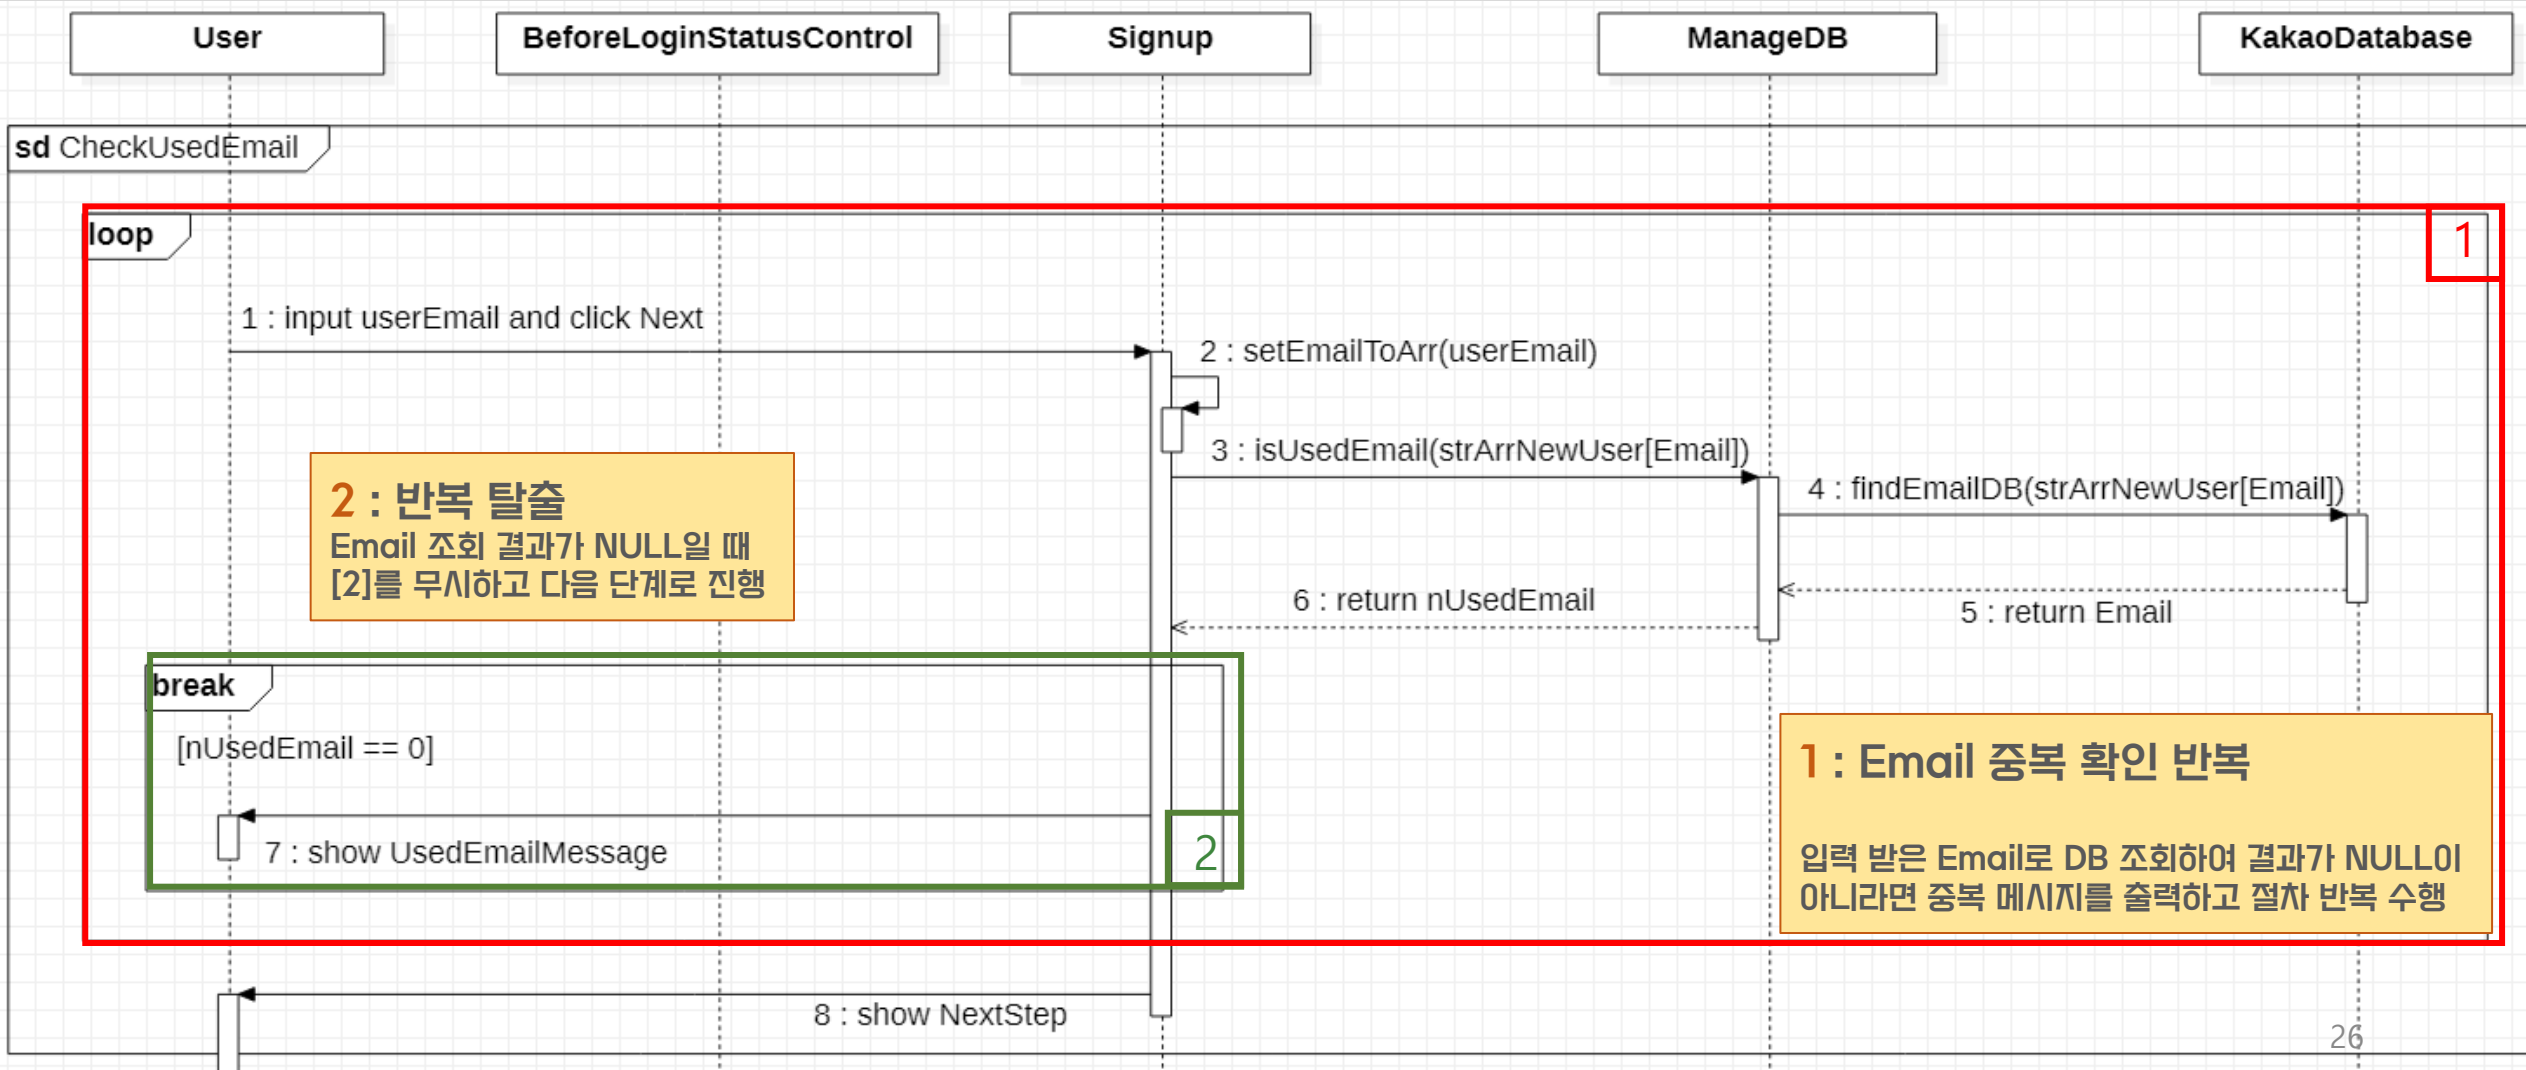 User
BeforeLoginStatusControl
Signup
ManageDB
KakaoDatabase
sd CheckUsedEmail
loop
1
1 : input userEmail and click Next
2 : setEmailToArr(userEmail)
3 : isUsedEmail(strArrNewUser[Email])
4 : findEmailDB(strArrNewUser[Email])
2 : 반복 탈출
Email 조회 결과가 NULL일 때
[2]를 무시하고 다음 단계로 진행
6 : return nUsedEmail
5 : return Email
break
[nUsedEmail == 0]
7 : show UsedEmailMessage
2
1 : Email 중복 확인 반복
입력 받은 Email로 DB 조회하여 결과가 NULL이
아니라면 중복 메시지를 출력하고 절차 반복 수행
8 : show NextStep
26